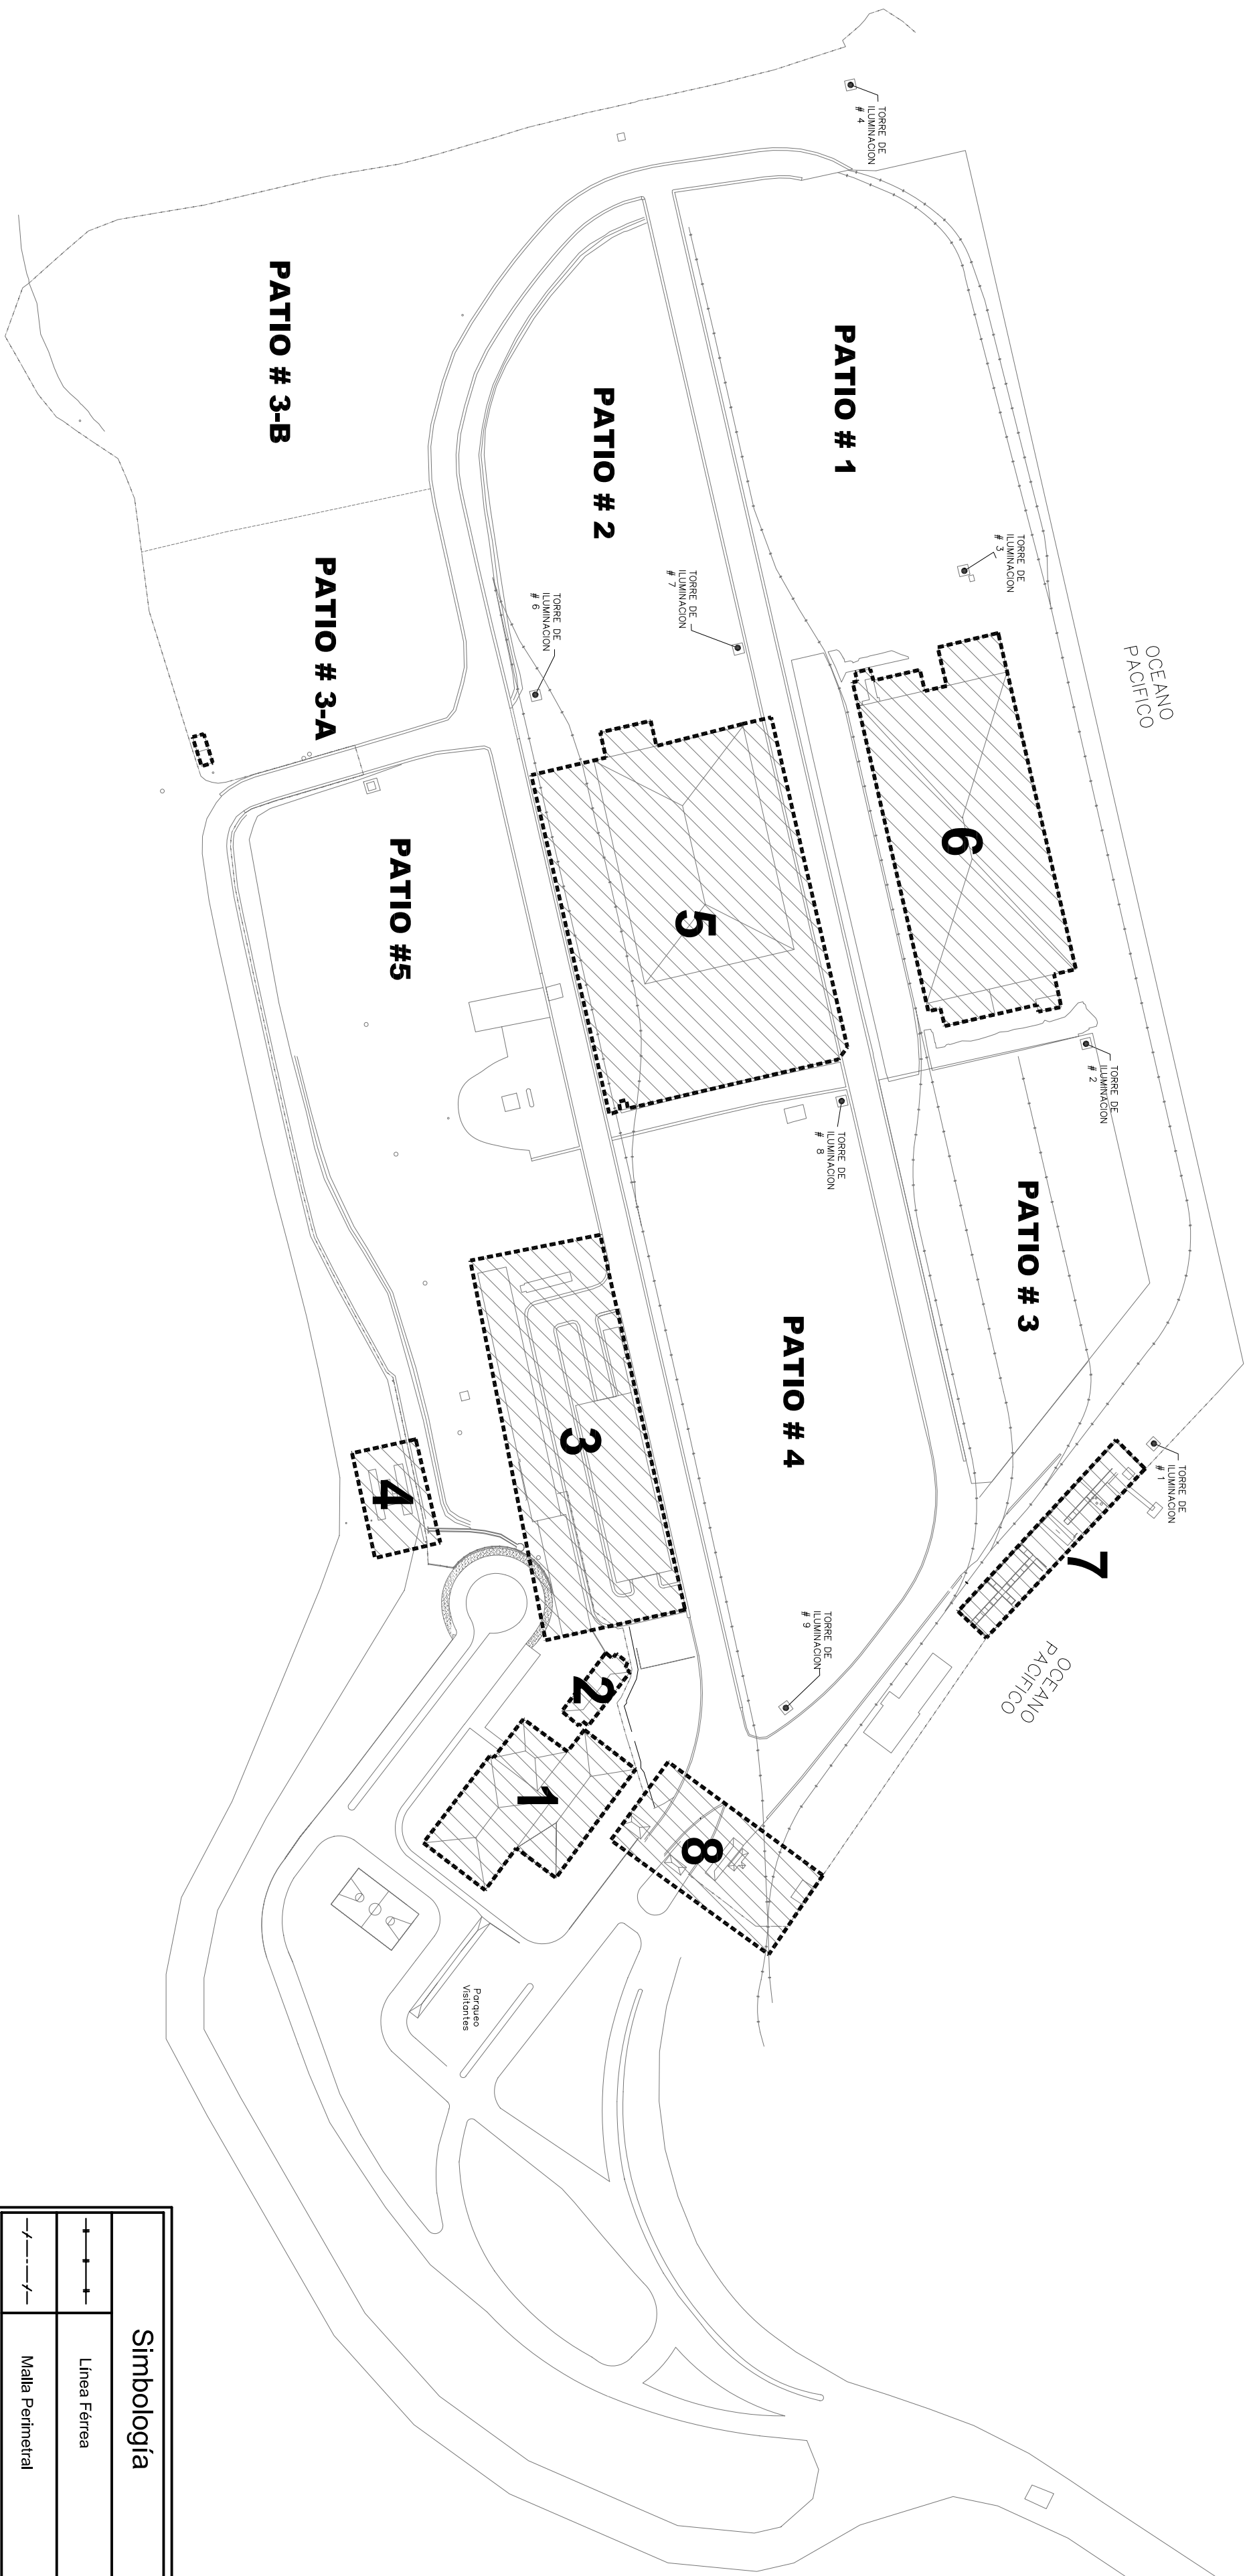 OCEANO
PACIFICO
TORRE DE
ILUMINACION
# 4
TORRE DE
ILUMINACION
# 3
TORRE DE
ILUMINACION
# 2
TORRE DE
ILUMINACION
# 1
PATIO # 1
6
PATIO # 3
7
OCEANO
PACIFICO
TORRE DE
ILUMINACION
# 7
TORRE DE
ILUMINACION
# 8
TORRE DE
ILUMINACION
# 9
PATIO # 2
5
PATIO # 4
8
TORRE DE
ILUMINACION
# 6
3
2
1
PATIO # 3-B
PATIO # 3-A
PATIO #5
4
Parqueo
Visitantes
Simbología
Línea Férrea
Malla Perimetral